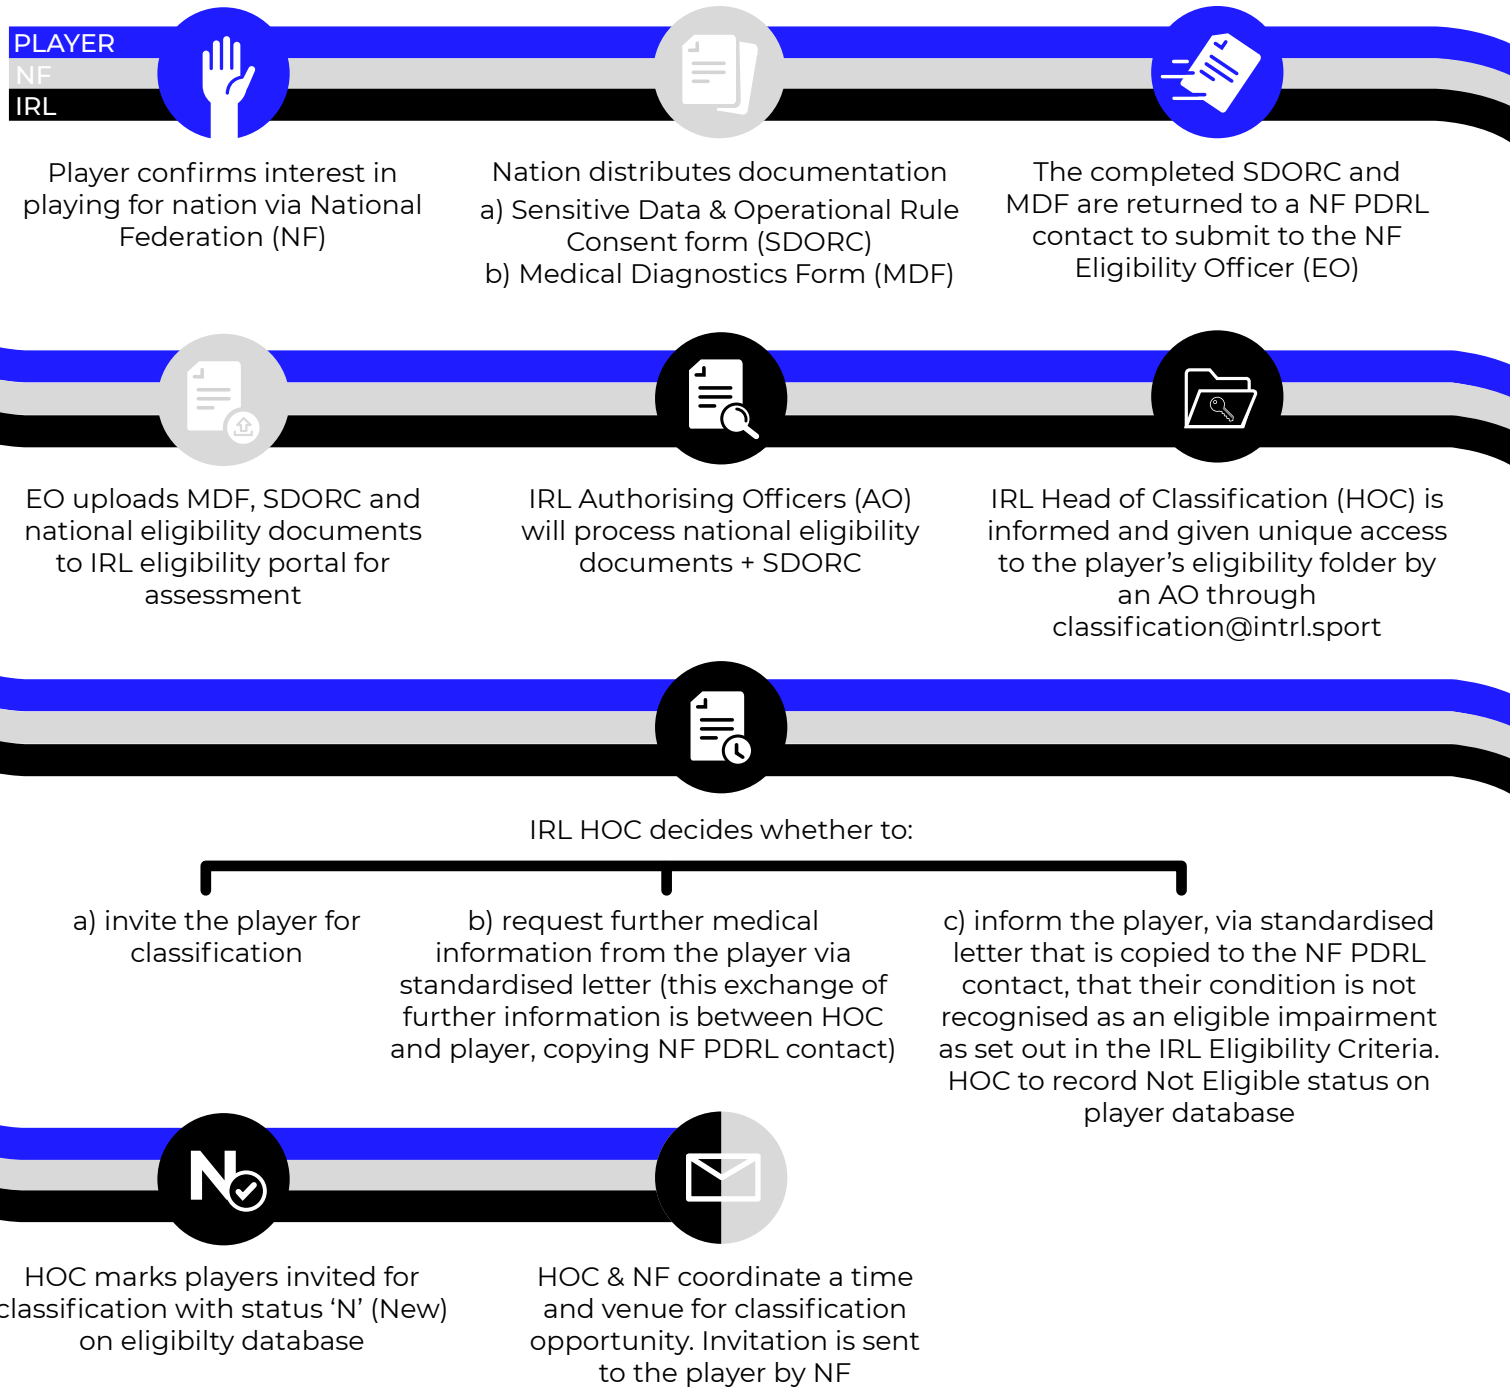 PLAYER
NF
IRL
Player confirms interest in
playing for nation via National
Federation (NF)
Nation distributes documentation
a) Sensitive Data & Operational Rule
Consent form (SDORC)
b) Medical Diagnostics Form (MDF)
The completed SDORC and
MDF are returned to a NF PDRL
contact to submit to the NF
Eligibility Officer (EO)
EO uploads MDF, SDORC and
national eligibility documents
to IRL eligibility portal for
assessment
IRL Authorising Officers (AO)
will process national eligibility
documents + SDORC
IRL Head of Classification (HOC) is
informed and given unique access
to the player’s eligibility folder by
an AO through
classification@intrl.sport
IRL HOC decides whether to:
a) invite the player for
classification
b) request further medical
information from the player via
standardised letter (this exchange of
further information is between HOC
and player, copying NF PDRL contact)
c) inform the player, via standardised
letter that is copied to the NF PDRL
contact, that their condition is not
recognised as an eligible impairment
as set out in the IRL Eligibility Criteria.
HOC to record Not Eligible status on
player database
N
HOC marks players invited for
classification with status ‘N’ (New)
on eligibilty database
HOC & NF coordinate a time
and venue for classification
opportunity. Invitation is sent
to the player by NF